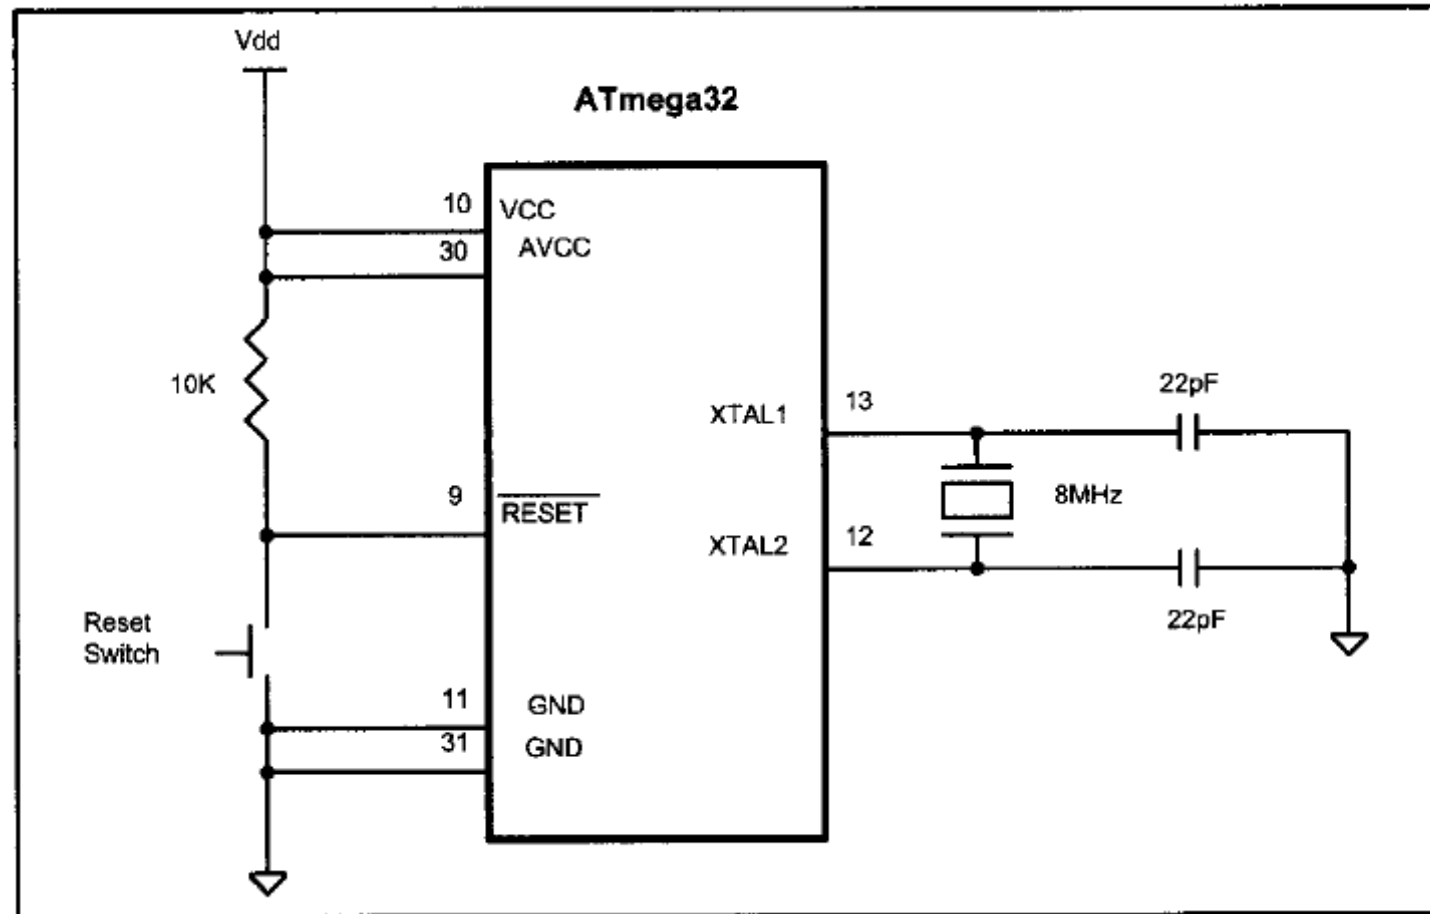 Vdd
ATmega32
10
VCC
30
AVCC
10K
22pF
XTAL1
13
9
RESET
8MHz
XTAL2
12
Reset
Switch
22pF
11
GND
31
GND